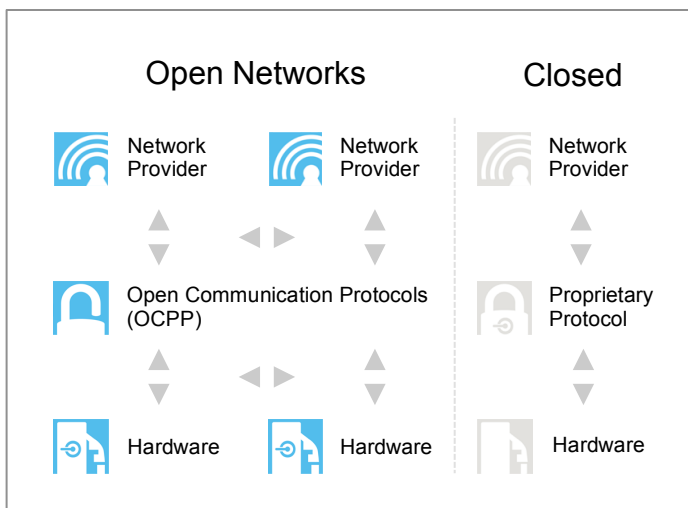 Open Networks
Closed
Network
Provider
Network
Provider
Network
Provider
Open Communication Protocols
(OCPP)
Proprietary
Protocol
Hardware
Hardware
Hardware